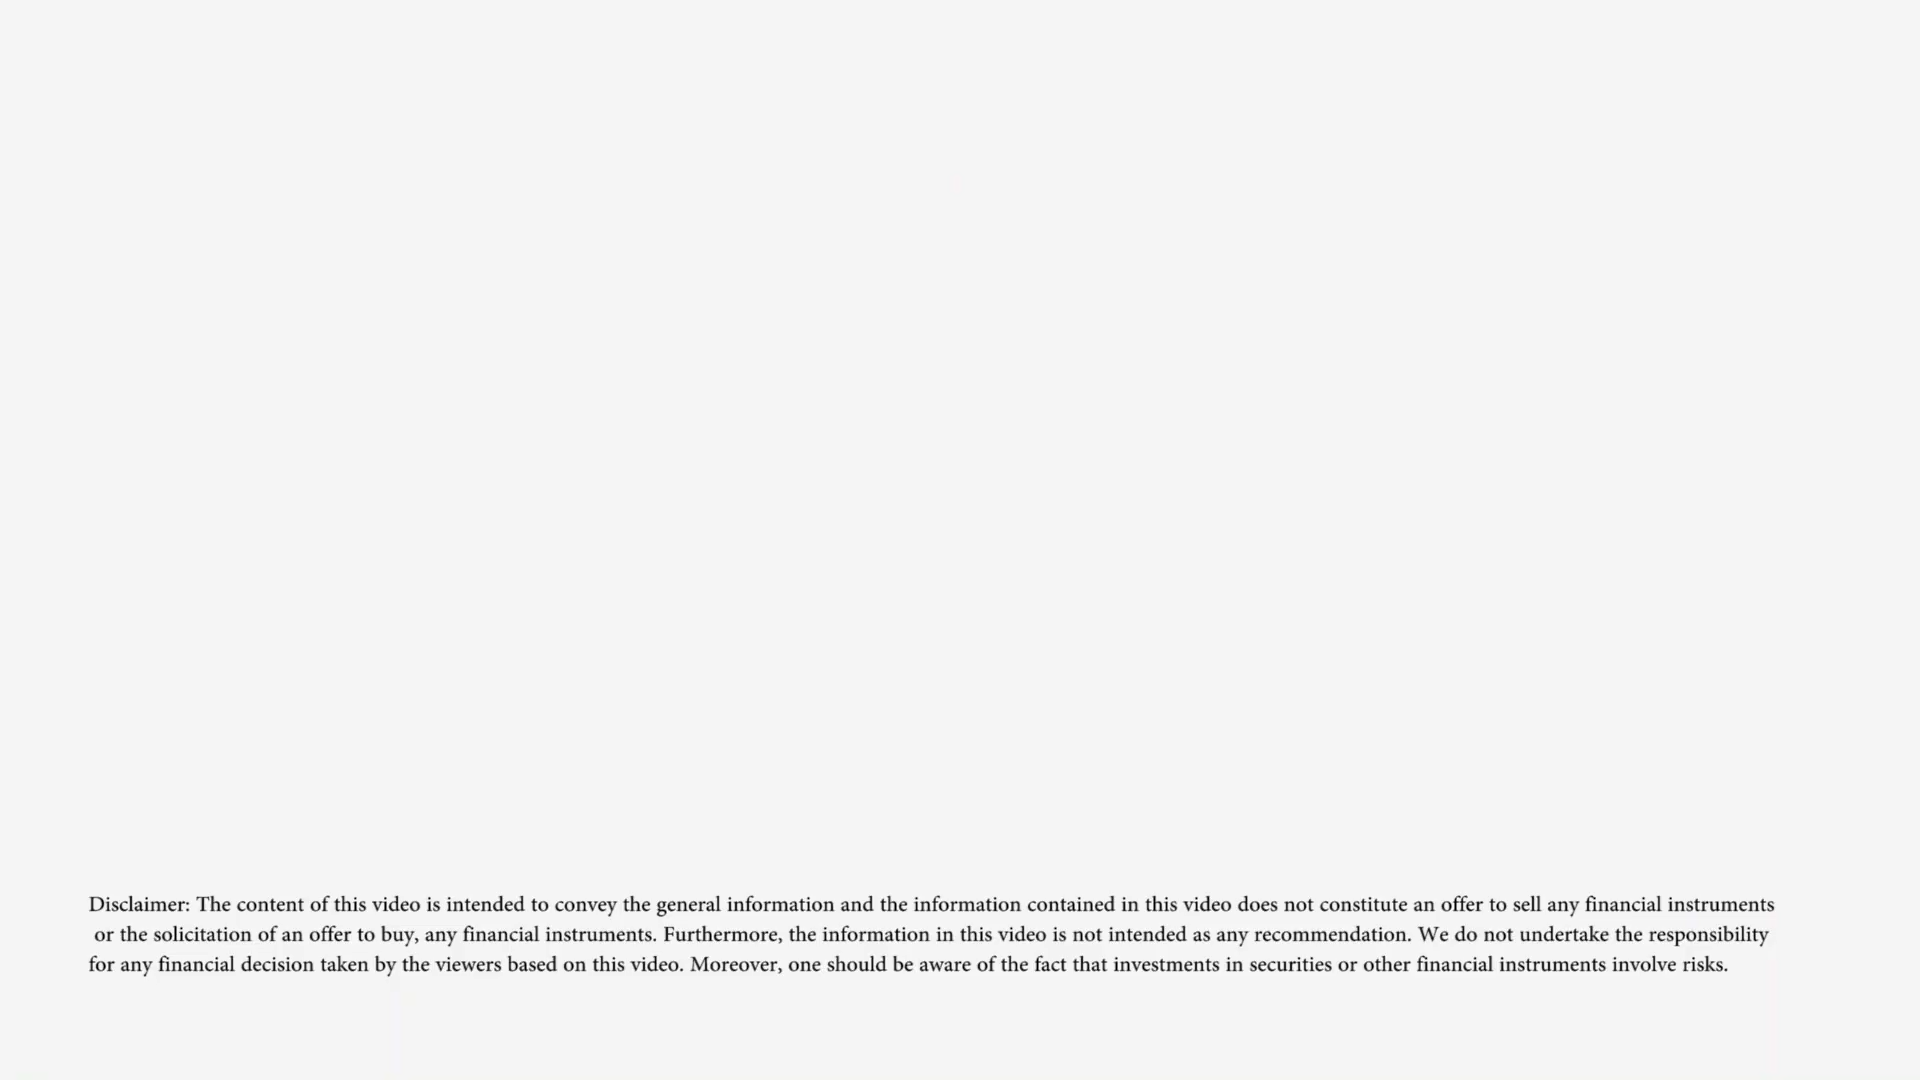 Disclaimer: The content of this video is intended to convey the general information and the information contained in this video does not constitute an offer to sell any financial instruments
or the solicitation of an offer to buy, any financial instruments. Furthermore, the information in this video is not intended as any recommendation. We do not undertake the responsibility
for any financial decision taken by the viewers based on this video. Moreover, one should be aware of the fact that investments in securities or other financial instruments involve risks.